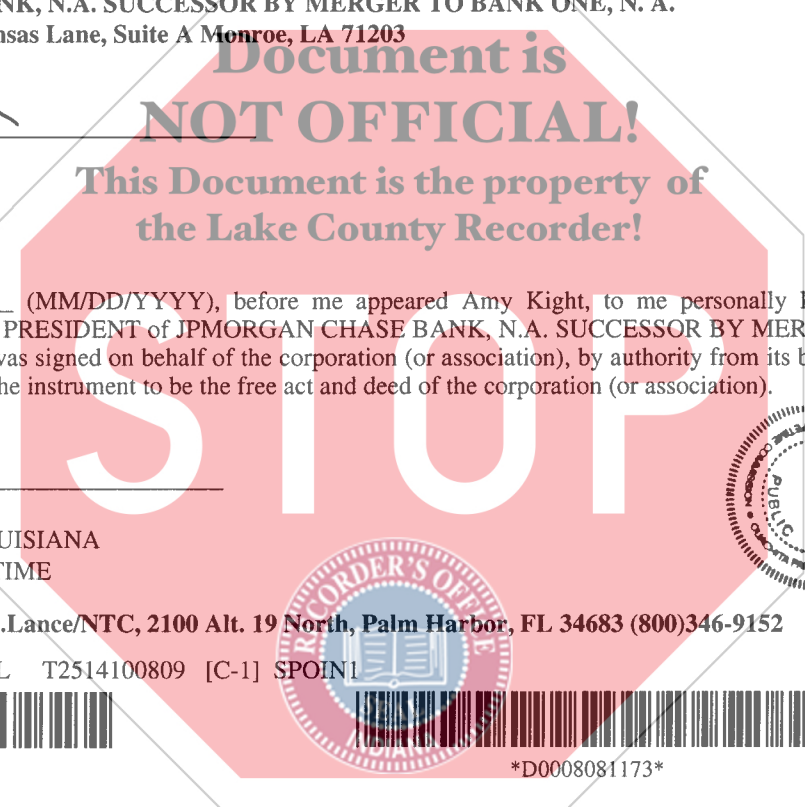 NK, N.A. SUCCESSOR BY MERGER TO BANK ONE, N. A.
nsas Lane, Suite A Monroe, LA 71203
Document is
NOT OFFICIAL!
This Document is the property of
the Lake County Recorder!
(MM/DD/YYYY), before me appeared Amy Kight, to me personally
PRESIDENT of JPMORGAN CHASE BANK, N.A. SUCCESSOR BY MER
was signed on behalf of the corporation (or association), by authority from its b
he instrument to be the free act and deed of the corporation (or association).
STOP
PUBLIC
UISIANA
TIME
RECORDER'S OFFICE
.Lance/NTC, 2100 Alt. 19 North, Palm Harbor, FL 34683 (800)346-9152
L T2514100809 [C-1] SPOIN1
SEAL
INDIANA
*D0008081173*